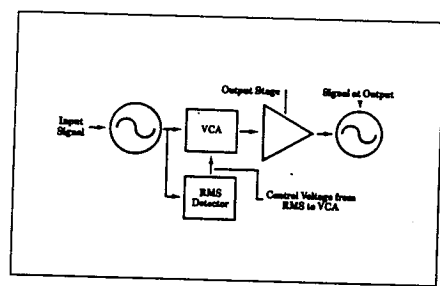 Output Stage
Signal at Output
Input
Signal
VCA
RMS
Detector
Control Voltage from
RMS to VCA